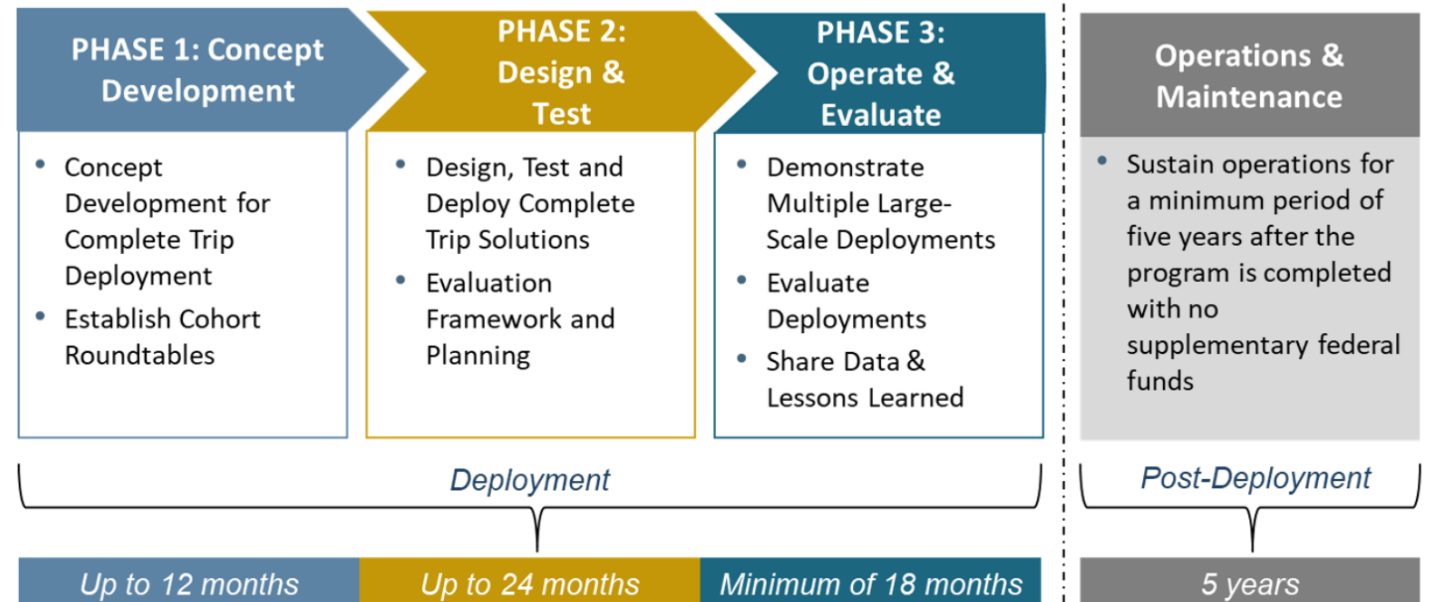 PHASE 1: Concept
Development
PHASE 2:
Design &
Test
PHASE 3:
Operate &
Evaluate
Operations &
Maintenance
• Concept
Development for
Complete Trip
Deployment
• Establish Cohort
Roundtables
• Design, Test and
Deploy Complete
Trip Solutions
• Evaluation
Framework and
Planning
• Demonstrate
Multiple Large-
Scale Deployments
• Evaluate
Deployments
• Share Data &
Lessons Learned
• Sustain operations for
a minimum period of
five years after the
program is completed
with no
supplementary federal
funds
Deployment
Post-Deployment
Up to 12 months
Up to 24 months
Minimum of 18 months
5 years